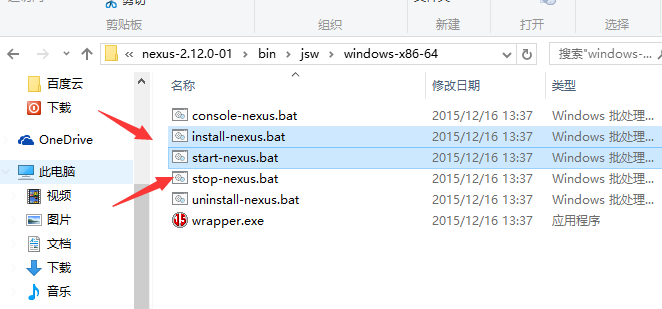 剪切
剪贴板
组织
新建
打开
选择
« nexus-2.12.0-01 › bin › jsw › windows-x86-64
搜索"windows-...
名称
修改日期
类型
百度云
下载
OneDrive
此电脑
视频
图片
文档
下载
音乐
console-nexus.bat 2015/12/16 13:37 Windows 批处理...
install-nexus.bat 2015/12/16 13:37 Windows 批处理...
start-nexus.bat 2015/12/16 13:37 Windows 批处理...
stop-nexus.bat 2015/12/16 13:37 Windows 批处理...
uninstall-nexus.bat 2015/12/16 13:37 Windows 批处理...
wrapper.exe 2015/12/16 13:37 应用程序